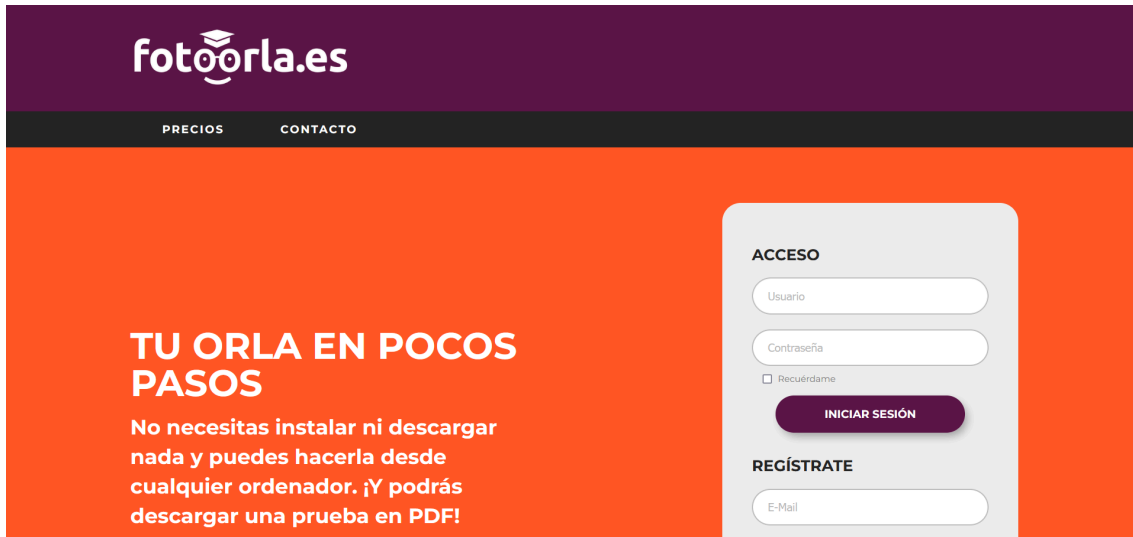 fotoorla.es
PRECIOS CONTACTO
TU ORLA EN POCOS
PASOS
No necesitas instalar ni descargar
nada y puedes hacerla desde
cualquier ordenador. ¡Y podrás
descargar una prueba en PDF!
ACCESO
Usuario
Contraseña
Recuérdame
INICIAR SESIÓN
REGÍSTRATE
E-Mail